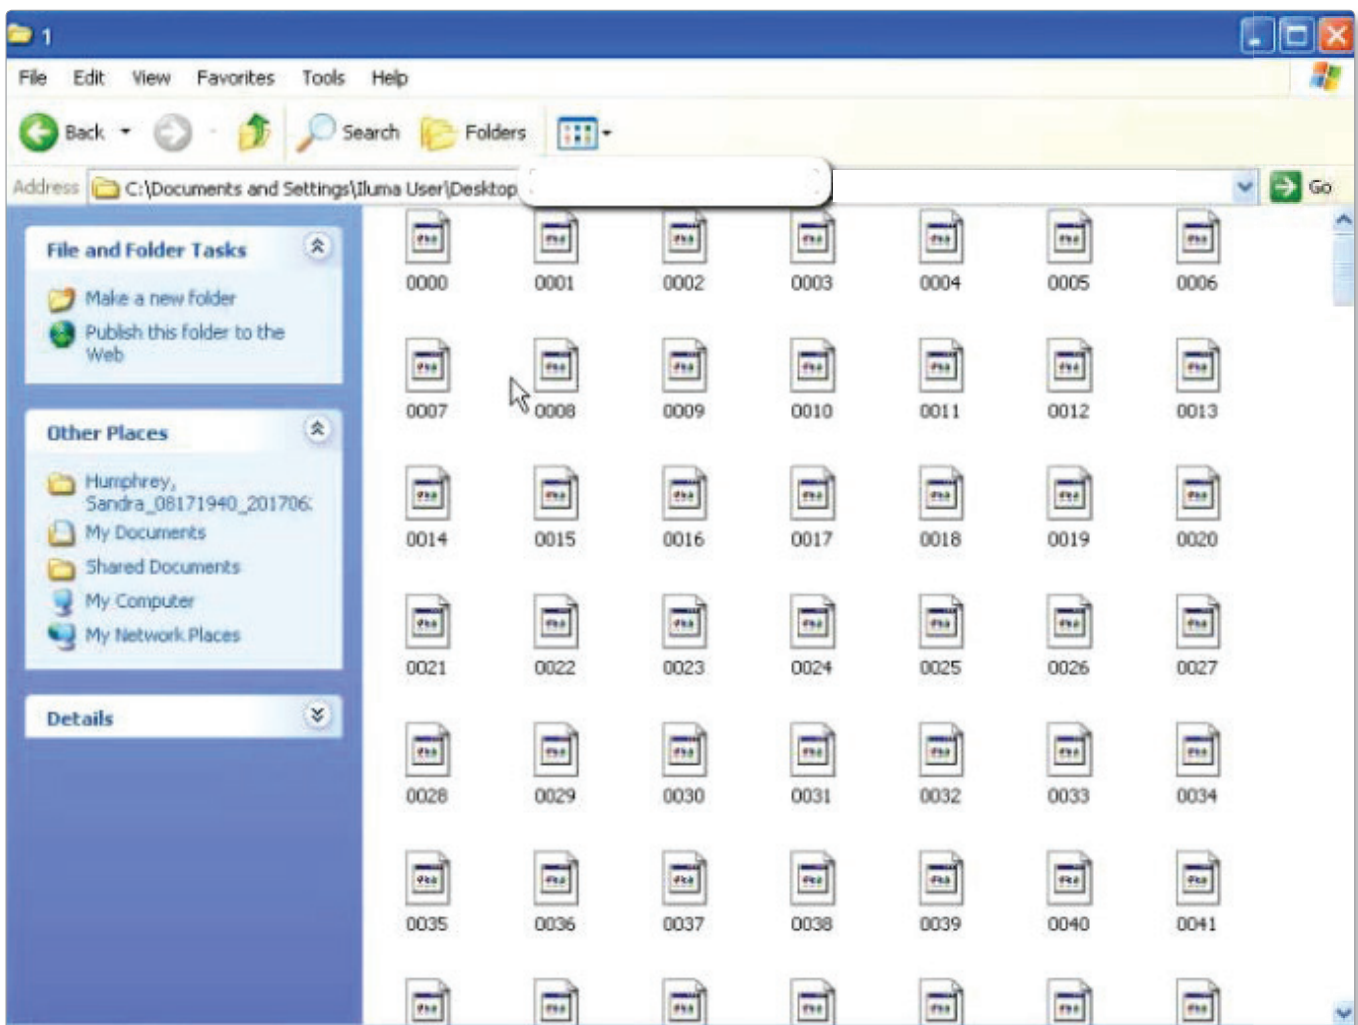 1
File Edit View Favorites Tools Help
Back Search Folders
Address C:\Documents and Settings\Iluma User\Desktop Go
File and Folder Tasks
Make a new folder
Publish this folder to the
Web
Other Places
Humphrey,
Sandra_08171940_201706
My Documents
Shared Documents
My Computer
My Network Places
Details
0000 0001 0002 0003 0004 0005 0006
0007 0008 0009 0010 0011 0012 0013
0014 0015 0016 0017 0018 0019 0020
0021 0022 0023 0024 0025 0026 0027
0028 0029 0030 0031 0032 0033 0034
0035 0036 0037 0038 0039 0040 0041